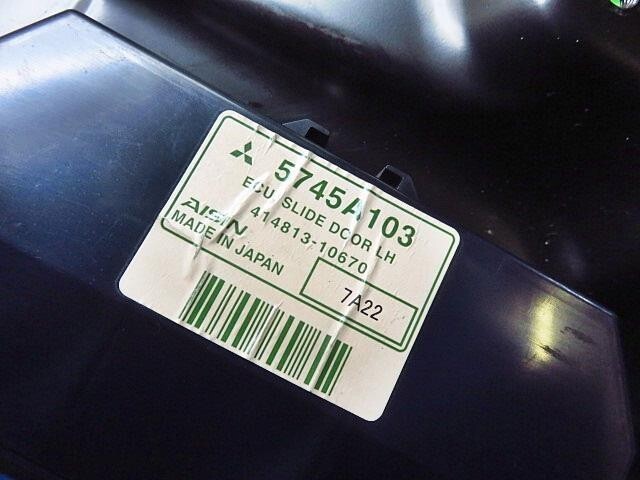 5745A103
ECU, SLIDE DOOR LH
414813-10670
AISIN
MADE IN JAPAN
7A22